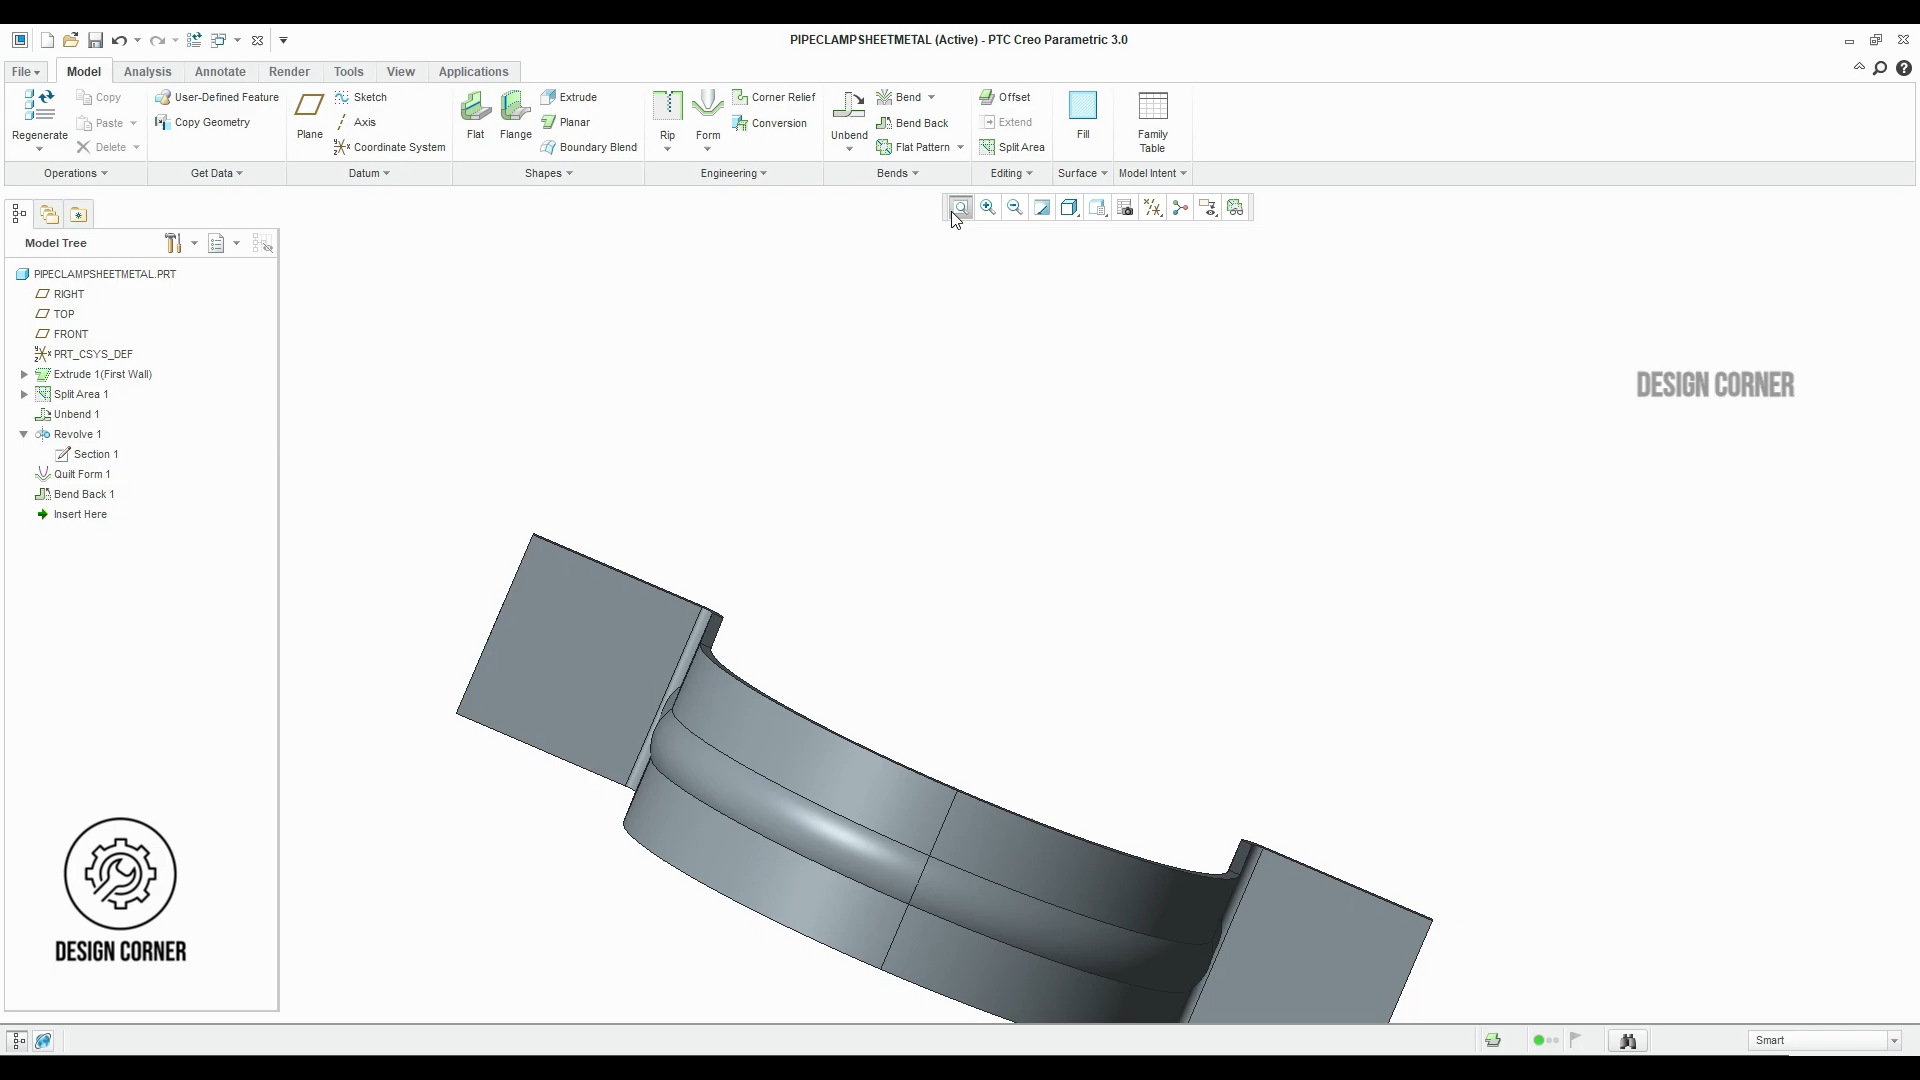 PIPECLAMPSHEETMETAL (Active) - PTC Creo Parametric 3.0
File Model Analysis Annotate Render Tools View Applications
Regenerate
Copy
Paste
Delete
Operations
User-Defined Feature
Copy Geometry
Get Data
Plane
Sketch
Axis
Coordinate System
Datum
Flat
Flange
Extrude
Planar
Boundary Blend
Shapes
Rip
Form
Corner Relief
Conversion
Engineering
Unbend
Bend
Bend Back
Flat Pattern
Bends
Offset
Extend
Split Area
Editing
Fill
Surface
Family
Table
Model Intent
Model Tree
PIPECLAMPSHEETMETAL.PRT
RIGHT
TOP
FRONT
PRT_CSYS_DEF
Extrude 1(First Wall)
Split Area 1
Unbend 1
Revolve 1
Section 1
Quilt Form 1
Bend Back 1
Insert Here
DESIGN CORNER
DESIGN CORNER
Smart